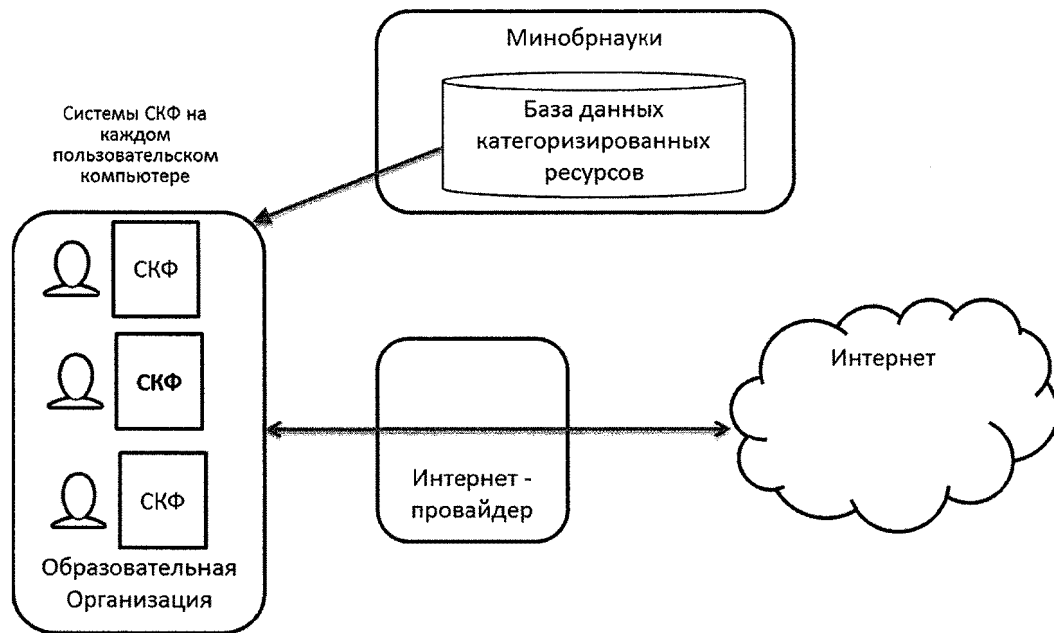 Минобрнауки
База данных
категоризированных
ресурсов
Системы СКФ на
каждом
пользовательском
компьютере
СКФ
СКФ
СКФ
Образовательная
Организация
Интернет -
провайдер
Интернет